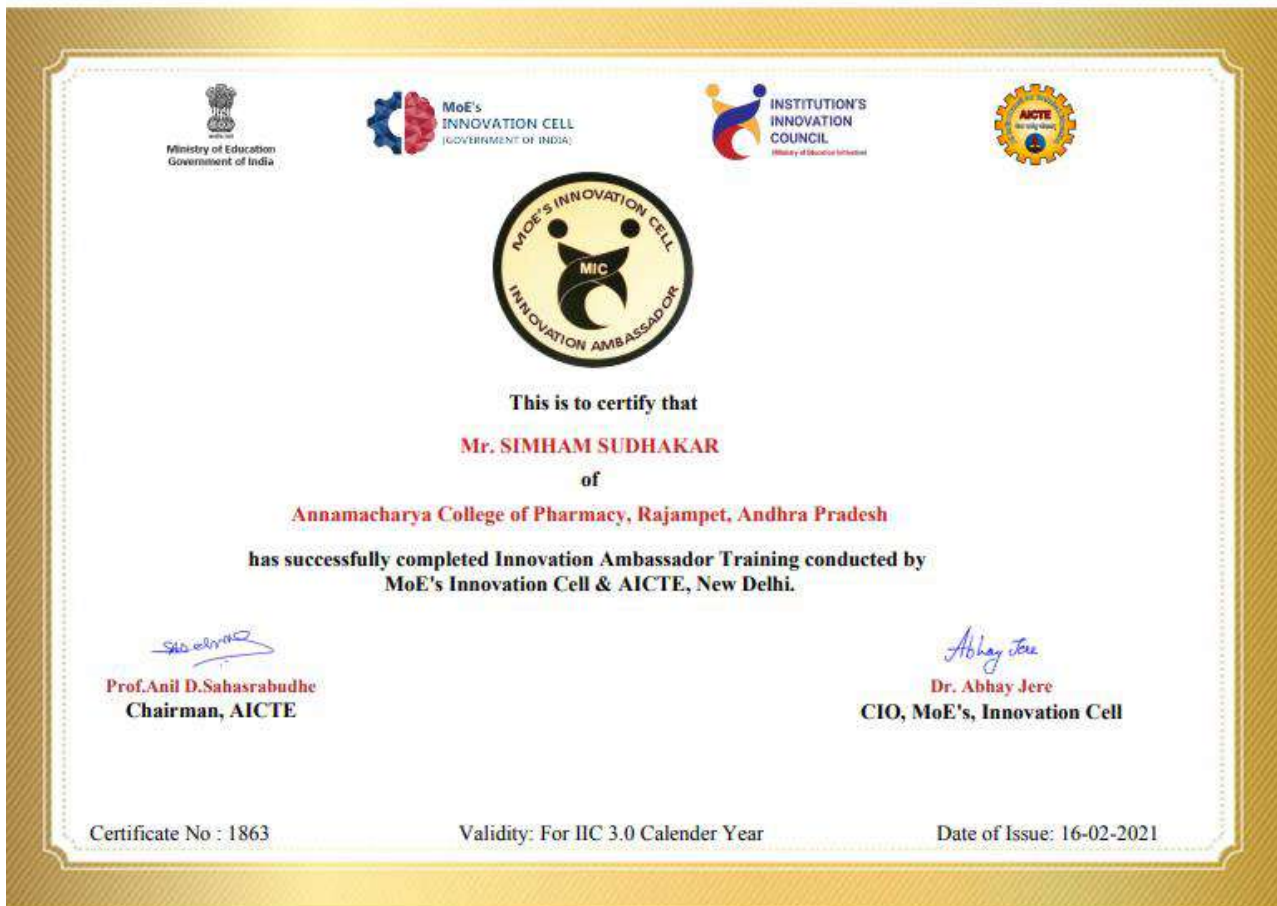 Ministry of Education
Government of India
MoE's
INNOVATION CELL
(GOVERNMENT OF INDIA)
INSTITUTION'S
INNOVATION
COUNCIL
(Ministry of Education Initiative)
AICTE
MOE'S INNOVATION CELL
MIC
INNOVATION AMBASSADOR
This is to certify that
Mr. SIMHAM SUDHAKAR
of
Annamacharya College of Pharmacy, Rajampet, Andhra Pradesh
has successfully completed Innovation Ambassador Training conducted by
MoE's Innovation Cell & AICTE, New Delhi.
Abhay Jere
Prof.Anil D.Sahasrabudhe
Dr. Abhay Jere
Chairman, AICTE
CIO, MoE's, Innovation Cell
Certificate No : 1863
Validity: For IIC 3.0 Calender Year
Date of Issue: 16-02-2021